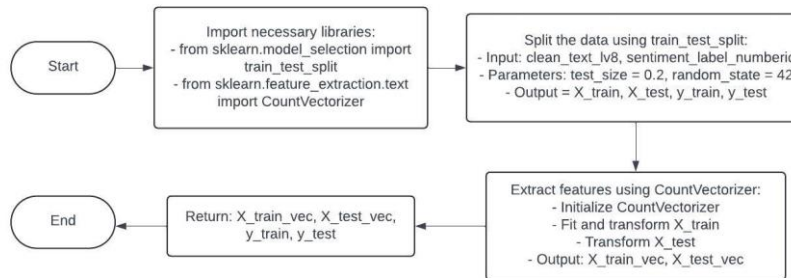 Start
Import necessary libraries:
- from sklearn.model_selection import
train_test_split
- from sklearn.feature_extraction.text
import CountVectorizer
Split the data using train_test_split:
- Input: clean_text_lv8, sentiment_label_numberic
- Parameters: test_size = 0.2, random_state = 42
- Output = X_train, X_test, y_train, y_test
Extract features using CountVectorizer:
- Initialize CountVectorizer
- Fit and transform X_train
- Transform X_test
- Output: X_train_vec, X_test_vec
Return: X_train_vec, X_test_vec,
y_train, y_test
End